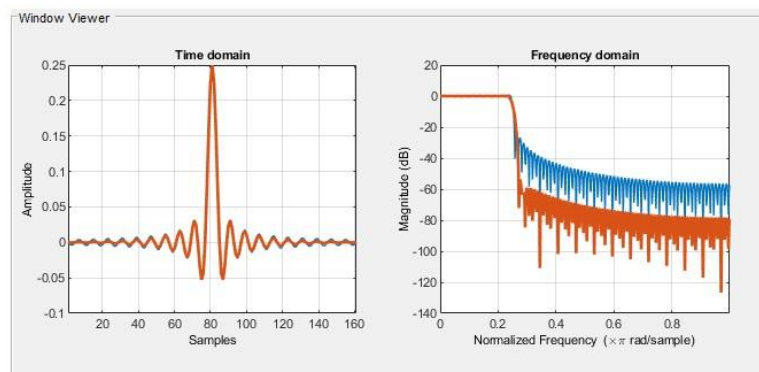 Window Viewer
Time domain
0.25
0.2
0.15
0.1
0.05
0
-0.05
-0.1
Amplitude
20 40 60 80 100 120 140 160
Samples
Frequency domain
20
0
-20
-40
-60
-80
-100
-120
-140
Magnitude (dB)
0 0.2 0.4 0.6 0.8
Normalized Frequency (×π rad/sample)